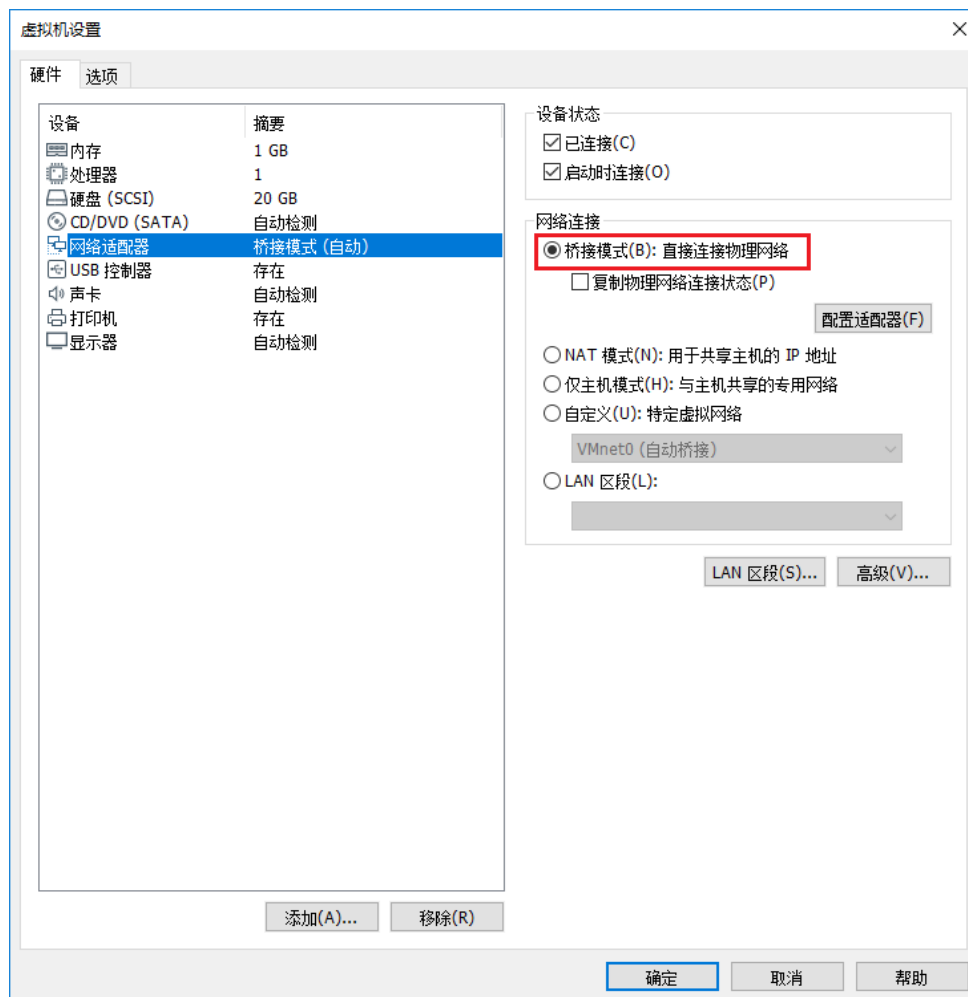 虚拟机设置
硬件 选项
设备 摘要
内存 1 GB
处理器 1
硬盘 (SCSI) 20 GB
CD/DVD (SATA) 自动检测
网络适配器 桥接模式 (自动)
USB 控制器 存在
声卡 自动检测
打印机 存在
显示器 自动检测
添加(A)... 移除(R)
设备状态
已连接(C)
启动时连接(O)
网络连接
桥接模式(B): 直接连接物理网络
复制物理网络连接状态(P)
配置适配器(F)
NAT 模式(N): 用于共享主机的 IP 地址
仅主机模式(H): 与主机共享的专用网络
自定义(U): 特定虚拟网络
VMnet0 (自动桥接)
LAN 区段(L):
LAN 区段(S)... 高级(V)...
确定 取消 帮助